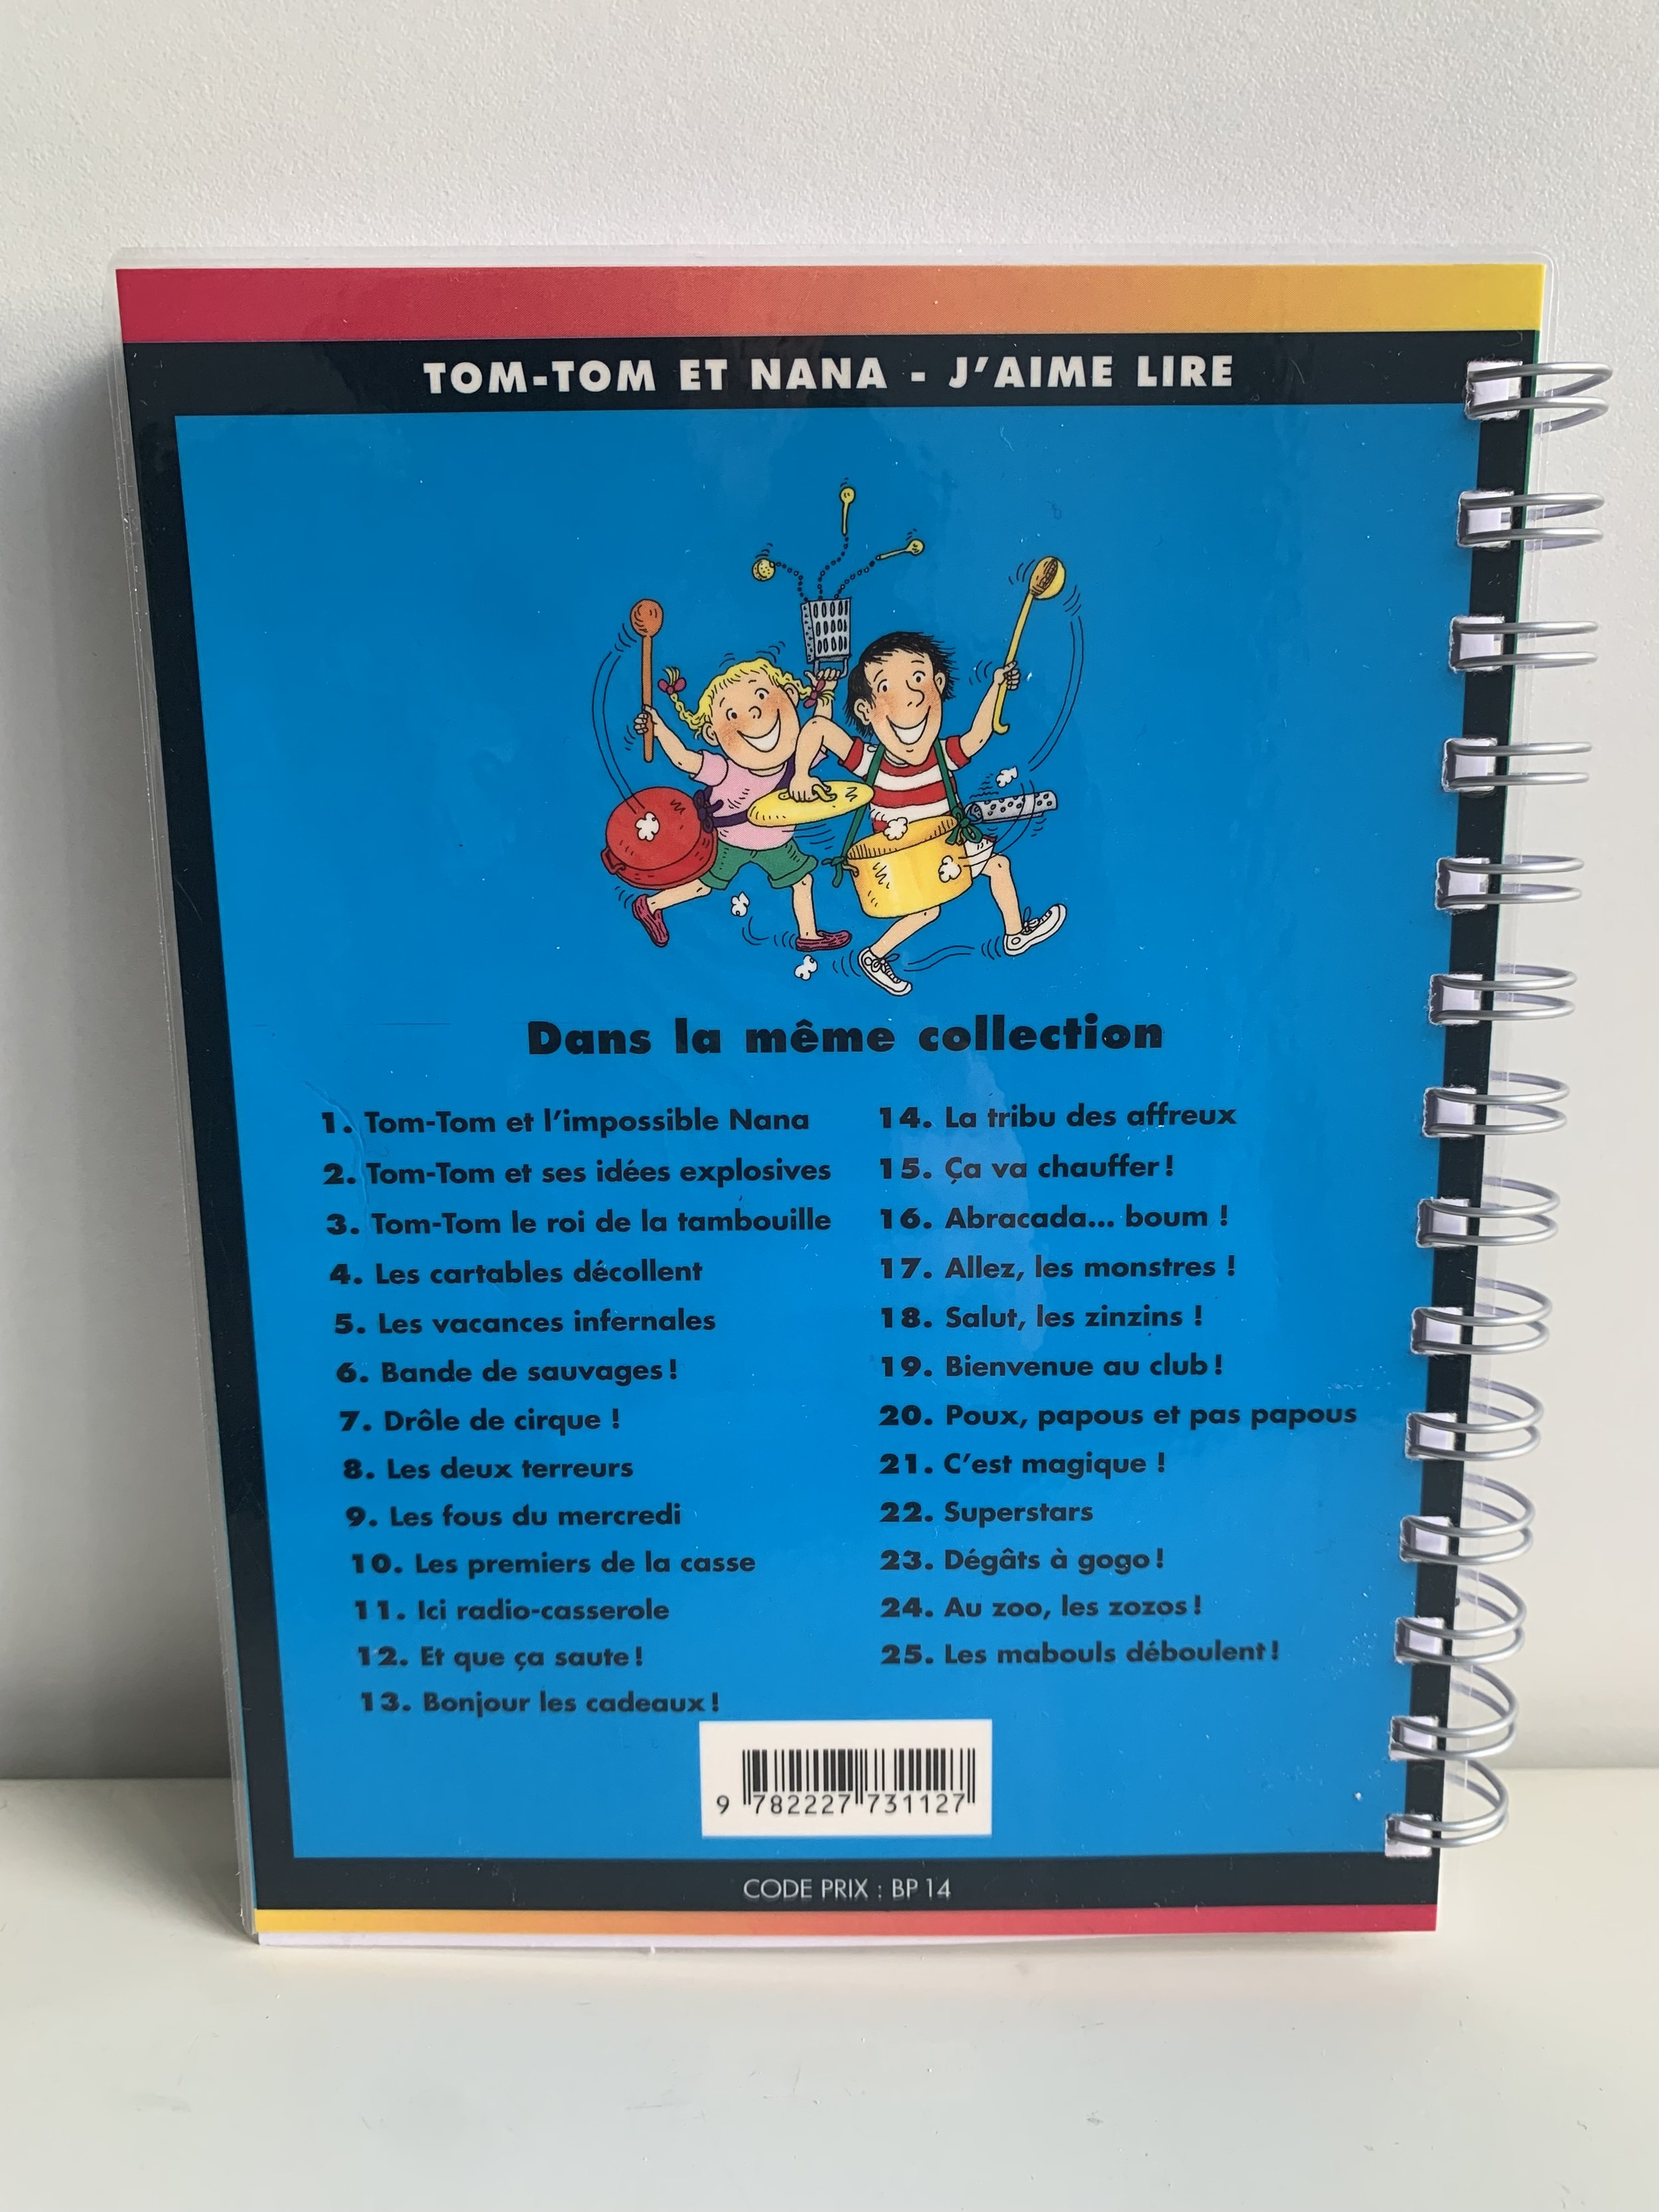 TOM-TOM ET NANA - J'AIME LIRE
Dans la même collection
1. Tom-Tom et l'impossible Nana
2. Tom-Tom et ses idées explosives
3. Tom-Tom le roi de la tambouille
4. Les cartables décollent
5. Les vacances infernales
6. Bande de sauvages !
7. Drôle de cirque !
8. Les deux terreurs
9. Les fous du mercredi
10. Les premiers de la casse
11. Ici radio-casserole
12. Et que ça saute !
13. Bonjour les cadeaux !
14. La tribu des affreux
15. Ça va chauffer !
16. Abracada... boum !
17. Allez, les monstres !
18. Salut, les zinzins !
19. Bienvenue au club !
20. Poux, papous et pas papous
21. C'est magique !
22. Superstars
23. Dégâts à gogo !
24. Au zoo, les zozos !
25. Les mabouls déboulent !
9 782227 731127
CODE PRIX : BP 14